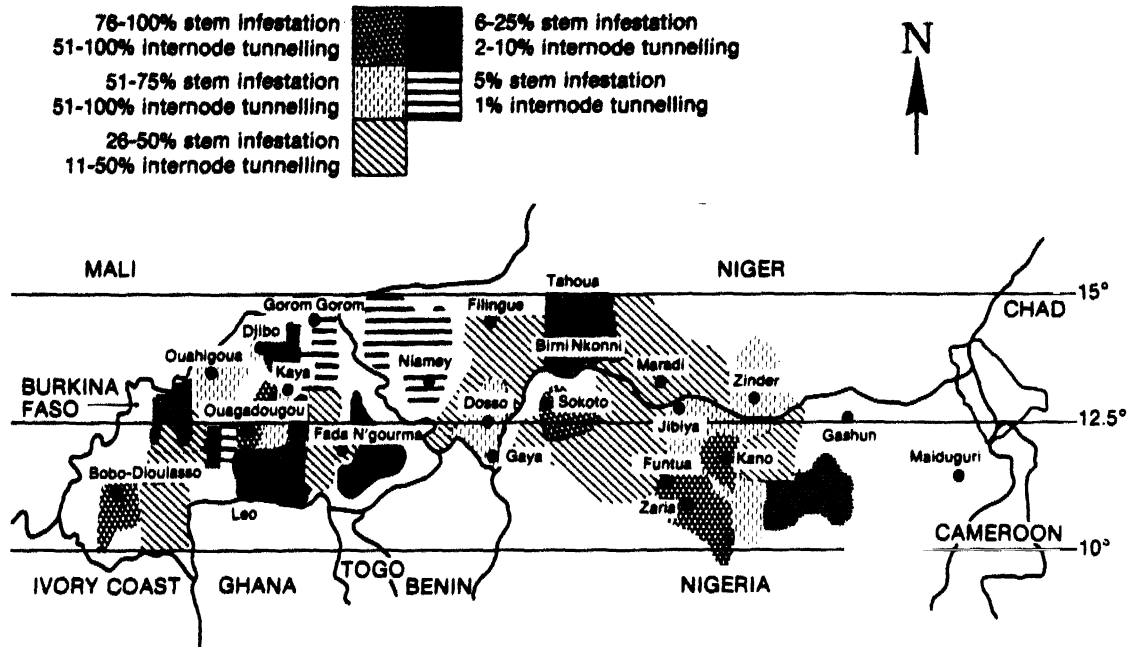 76-100% stem infestation
51-100% internode tunnelling
51-75% stem infestation
51-100% internode tunnelling
26-50% stem infestation
11-50% internode tunnelling
6-25% stem infestation
2-10% internode tunnelling
5% stem infestation
1% internode tunnelling
N
MALI
NIGER
Tahoua
15°
CHAD
Gorom Gorom
Filingue
Djibo
Birni Nkonni
Ouahigoua
Niamey
Maradi
Kaya
Zinder
BURKINA
FASO
Ouagadougou
Dosso
Sokoto
12.5°
Jibiya
Gashun
Fada N'gourma
Gaya
Funtua
Kano
Maiduguri
Bobo-Dioulasso
Zaria
Leo
CAMEROON
10°
IVORY COAST
GHANA
TOGO
BENIN
NIGERIA